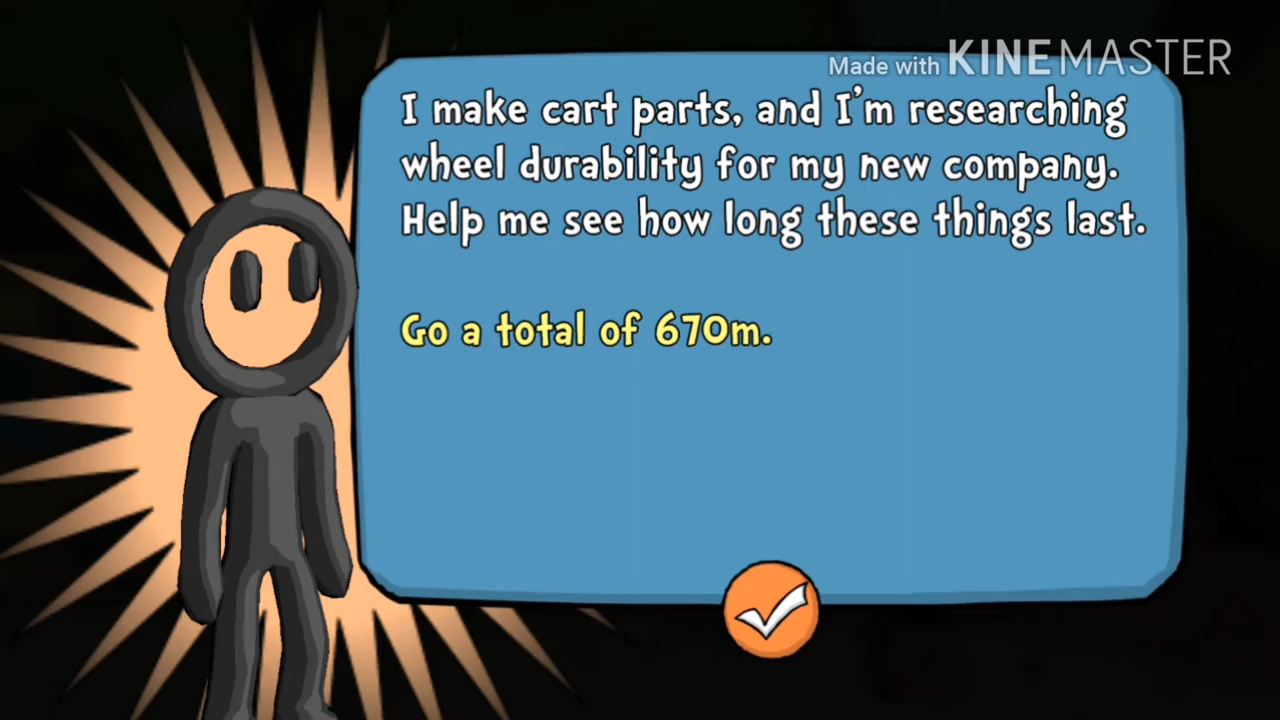 Made with KINEMASTER
I make cart parts, and I'm researching
wheel durability for my new company.
Help me see how long these things last.
Go a total of 670m.